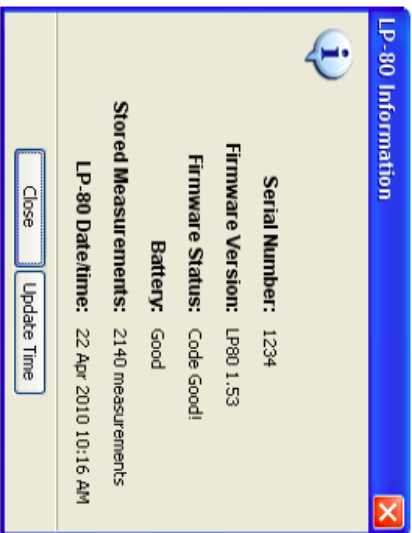 LP-80 Information
Serial Number: 1234
Firmware Version: LP80 1.53
Firmware Status: Code Good!
Battery: Good
Stored Measurements: 2140 measurements
LP-80 Date/time: 22 Apr 2010 10:16 AM
Close Update Time